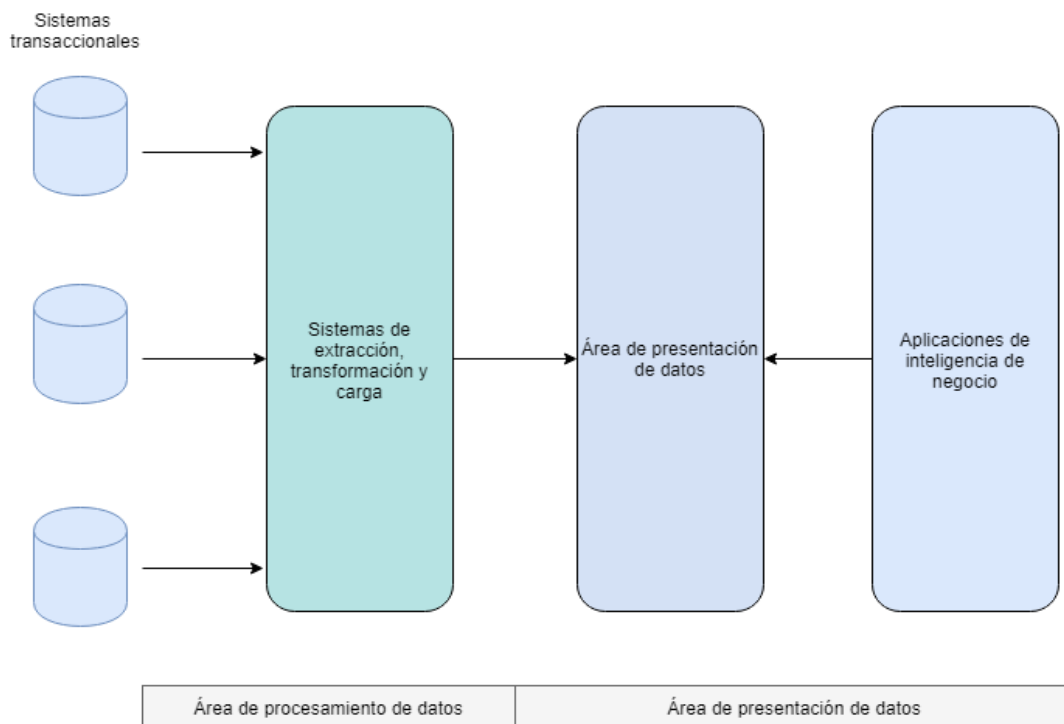 Sistemas
transaccionales
Sistemas de
extracción,
transformación y
carga
Área de presentación
de datos
Aplicaciones de
inteligencia de
negocio
Área de procesamiento de datos
Área de presentación de datos